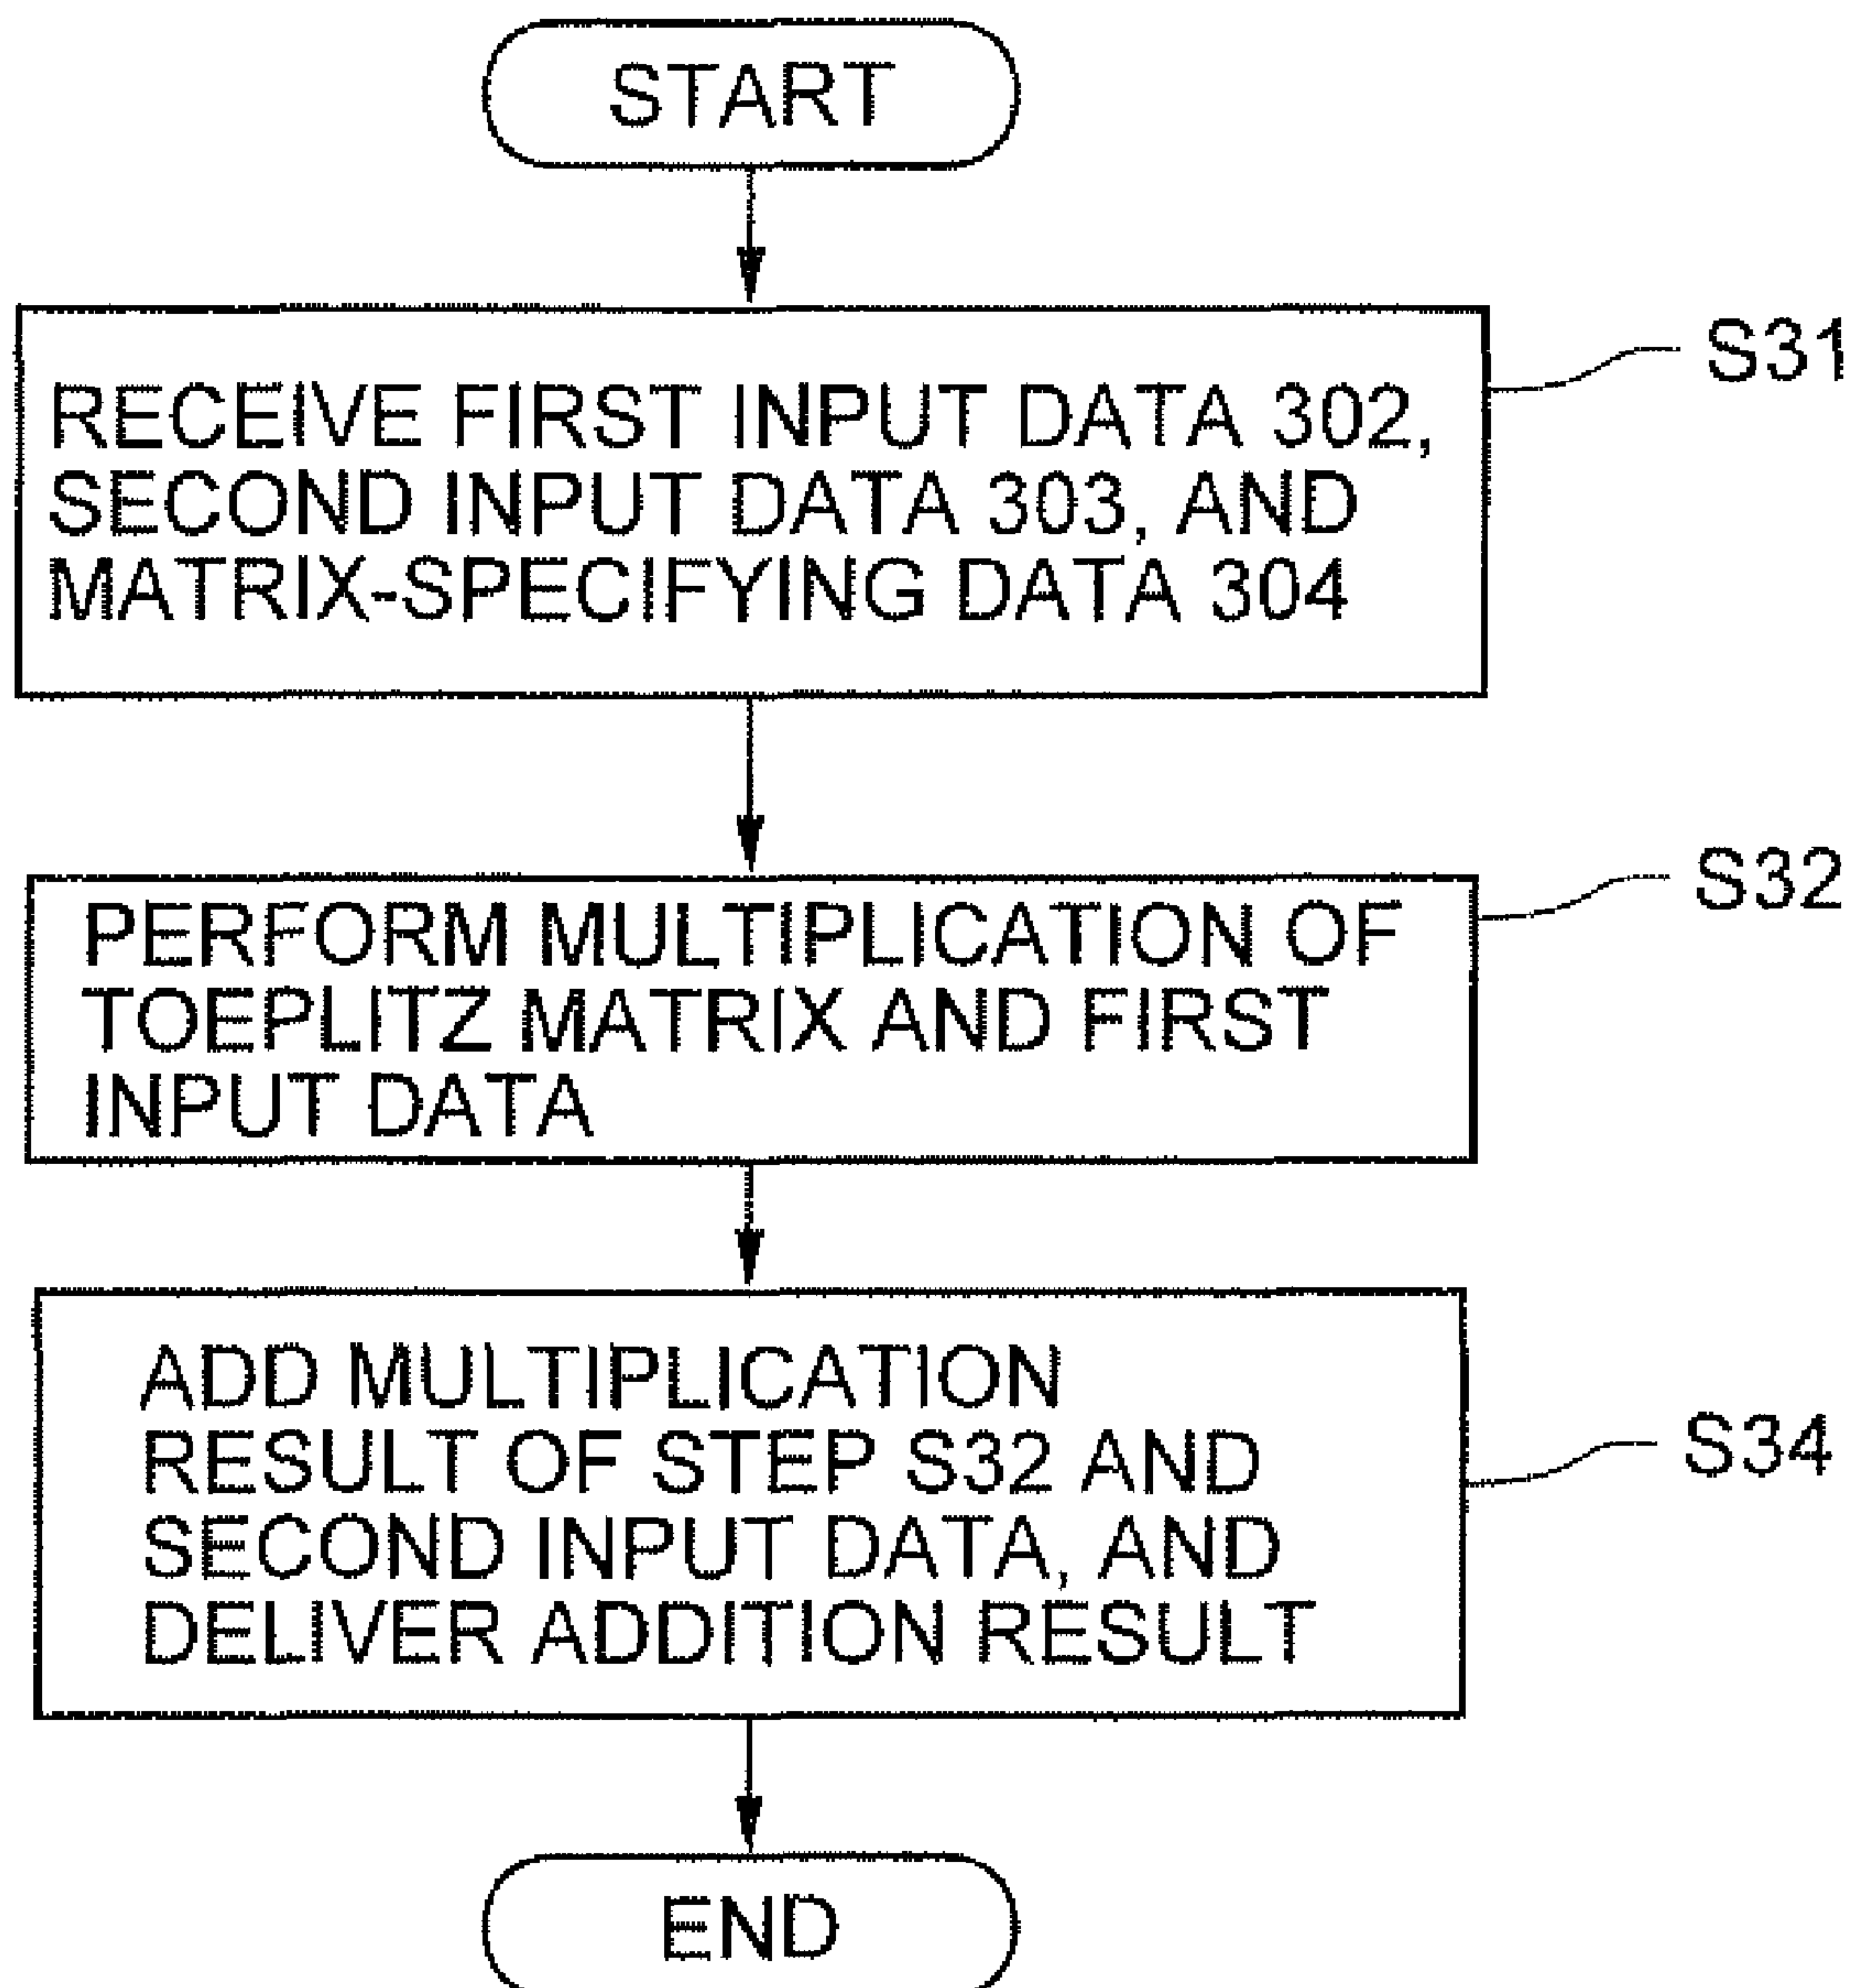 START
S31
RECEIVE FIRST INPUT DATA 302,
SECOND INPUT DATA 303, AND
MATRIX-SPECIFYING DATA 304
S32
PERFORM MULTIPLICATION OF
TOEPLITZ MATRIX AND FIRST
INPUT DATA
ADD MULTIPLICATION
RESULT OF STEP S32 AND
SECOND INPUT DATA, AND
DELIVER ADDITION RESULT
S34
END